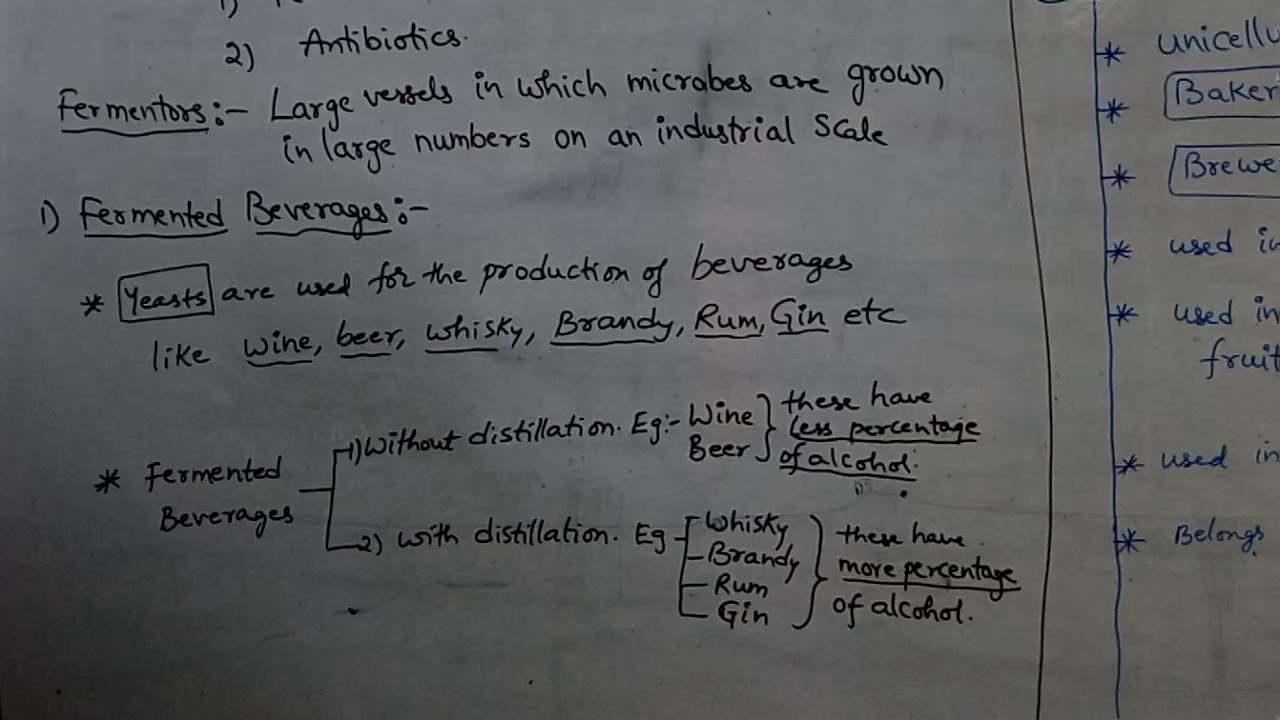 2) Antibiotics.
Fermentors:- Large vessels in which microbes are grown
in large numbers on an industrial Scale
1) Fermented Beverages:-
* Yeasts are used for the production of beverages
like wine, beer, whisky, Brandy, Rum, Gin etc
* Fermented Beverages
1) Without distillation. Eg:- Wine
Beer
these have
less percentage
of alcohol.
2) with distillation. Eg
Whisky
Brandy
Rum
Gin
these have
more percentage
of alcohol.
* unicellu
* Baker
* Brewe
* used in
* used in
fruit
* used in
* Belongs